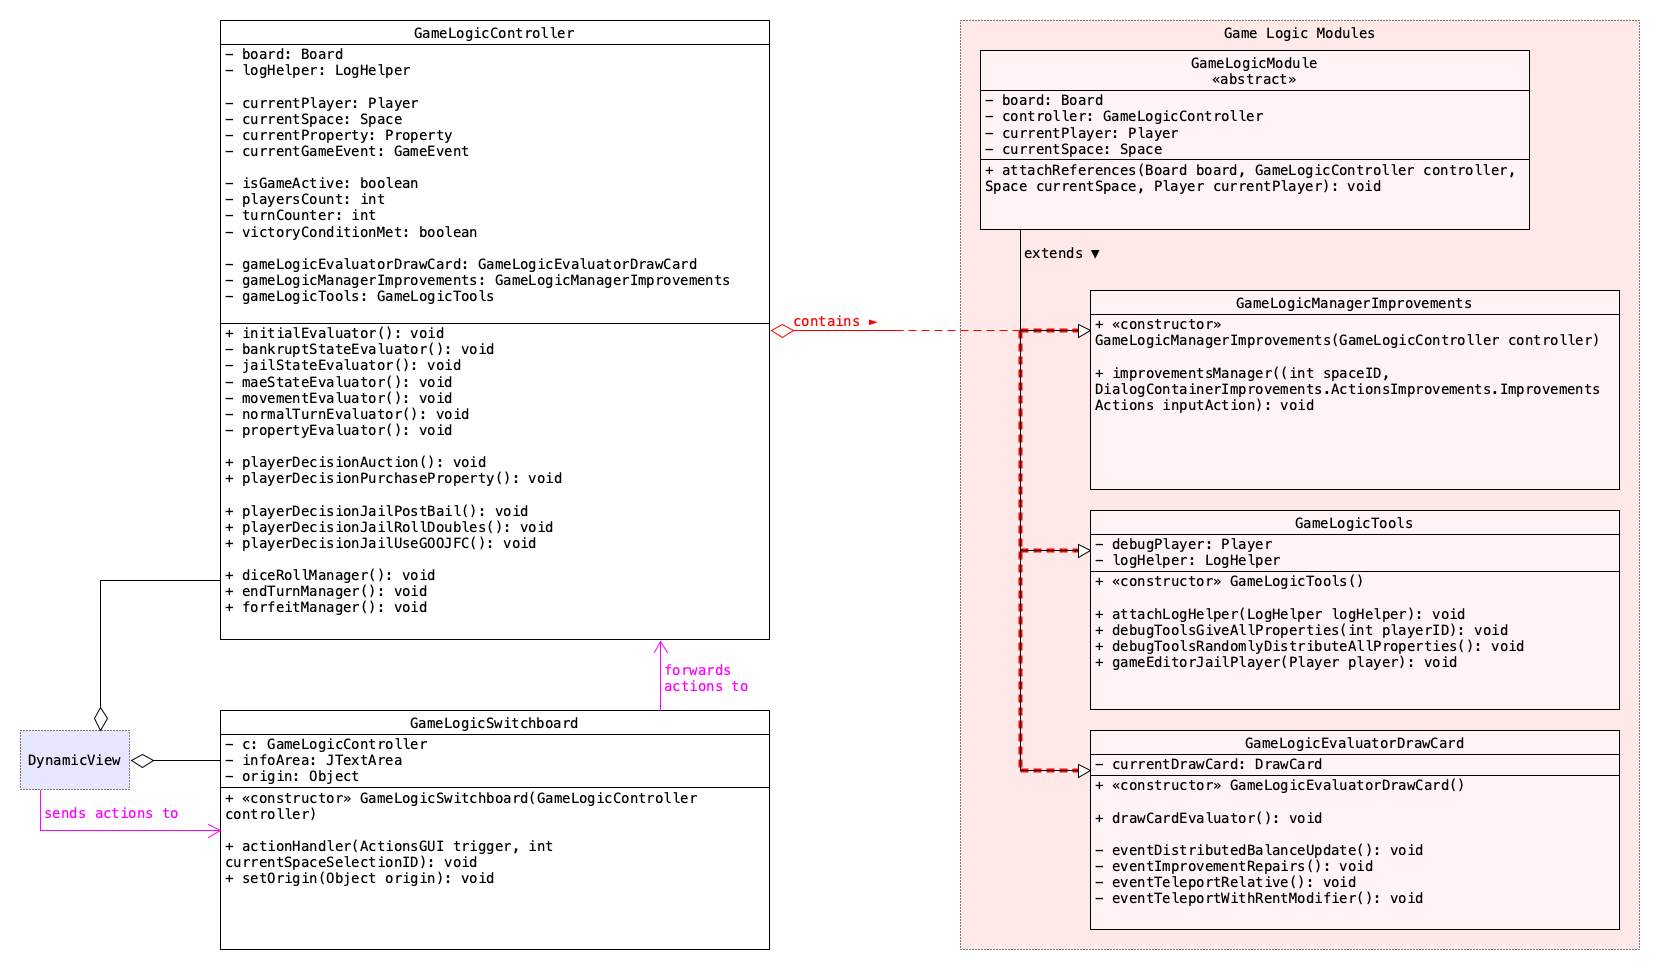 GameLogicController
− board: Board
− logHelper: LogHelper
− currentPlayer: Player
− currentSpace: Space
− currentProperty: Property
− currentGameEvent: GameEvent
− isGameActive: boolean
− playersCount: int
− turnCounter: int
− victoryConditionMet: boolean
− gameLogicEvaluatorDrawCard: GameLogicEvaluatorDrawCard
− gameLogicManagerImprovements: GameLogicManagerImprovements
− gameLogicTools: GameLogicTools
+ initialEvaluator(): void
− bankruptStateEvaluator(): void
− jailStateEvaluator(): void
− maeStateEvaluator(): void
− movementEvaluator(): void
− normalTurnEvaluator(): void
− propertyEvaluator(): void
+ playerDecisionAuction(): void
+ playerDecisionPurchaseProperty(): void
+ playerDecisionJailPostBail(): void
+ playerDecisionJailRollDoubles(): void
+ playerDecisionJailUseGOOJFC(): void
+ diceRollManager(): void
+ endTurnManager(): void
+ forfeitManager(): void
contains ►
forwards
actions to
DynamicView
sends actions to
GameLogicSwitchboard
− c: GameLogicController
− infoArea: JTextArea
− origin: Object
+ «constructor» GameLogicSwitchboard(GameLogicController
controller)
+ actionHandler(ActionsGUI trigger, int
currentSpaceSelectionID): void
+ setOrigin(Object origin): void
Game Logic Modules
GameLogicModule
«abstract»
− board: Board
− controller: GameLogicController
− currentPlayer: Player
− currentSpace: Space
+ attachReferences(Board board, GameLogicController controller,
Space currentSpace, Player currentPlayer): void
extends ▼
GameLogicManagerImprovements
+ «constructor»
GameLogicManagerImprovements(GameLogicController controller)
+ improvementsManager((int spaceID,
DialogContainerImprovements.ActionsImprovements.Improvements
Actions inputAction): void
GameLogicTools
− debugPlayer: Player
− logHelper: LogHelper
+ «constructor» GameLogicTools()
+ attachLogHelper(LogHelper logHelper): void
+ debugToolsGiveAllProperties(int playerID): void
+ debugToolsRandomlyDistributeAllProperties(): void
+ gameEditorJailPlayer(Player player): void
GameLogicEvaluatorDrawCard
− currentDrawCard: DrawCard
+ «constructor» GameLogicEvaluatorDrawCard()
+ drawCardEvaluator(): void
− eventDistributedBalanceUpdate(): void
− eventImprovementRepairs(): void
− eventTeleportRelative(): void
− eventTeleportWithRentModifier(): void